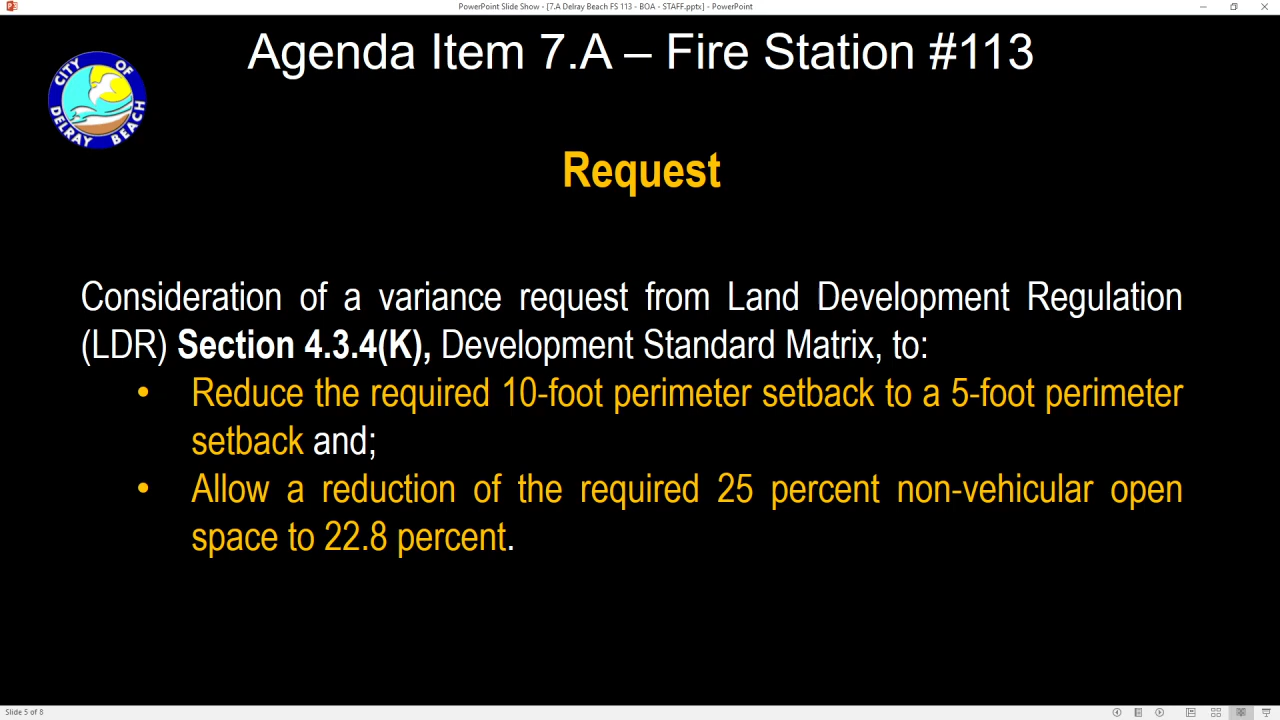 PowerPoint Slide Show - [7.A Delray Beach FS 113 - BOA - STAFF.pptx] - PowerPoint
Agenda Item 7.A – Fire Station #113
CITY OF
DELRAY BEACH
Request
Consideration of a variance request from Land Development Regulation
(LDR) Section 4.3.4(K), Development Standard Matrix, to:
• Reduce the required 10-foot perimeter setback to a 5-foot perimeter
setback and;
• Allow a reduction of the required 25 percent non-vehicular open
space to 22.8 percent.
Slide 5 of 8